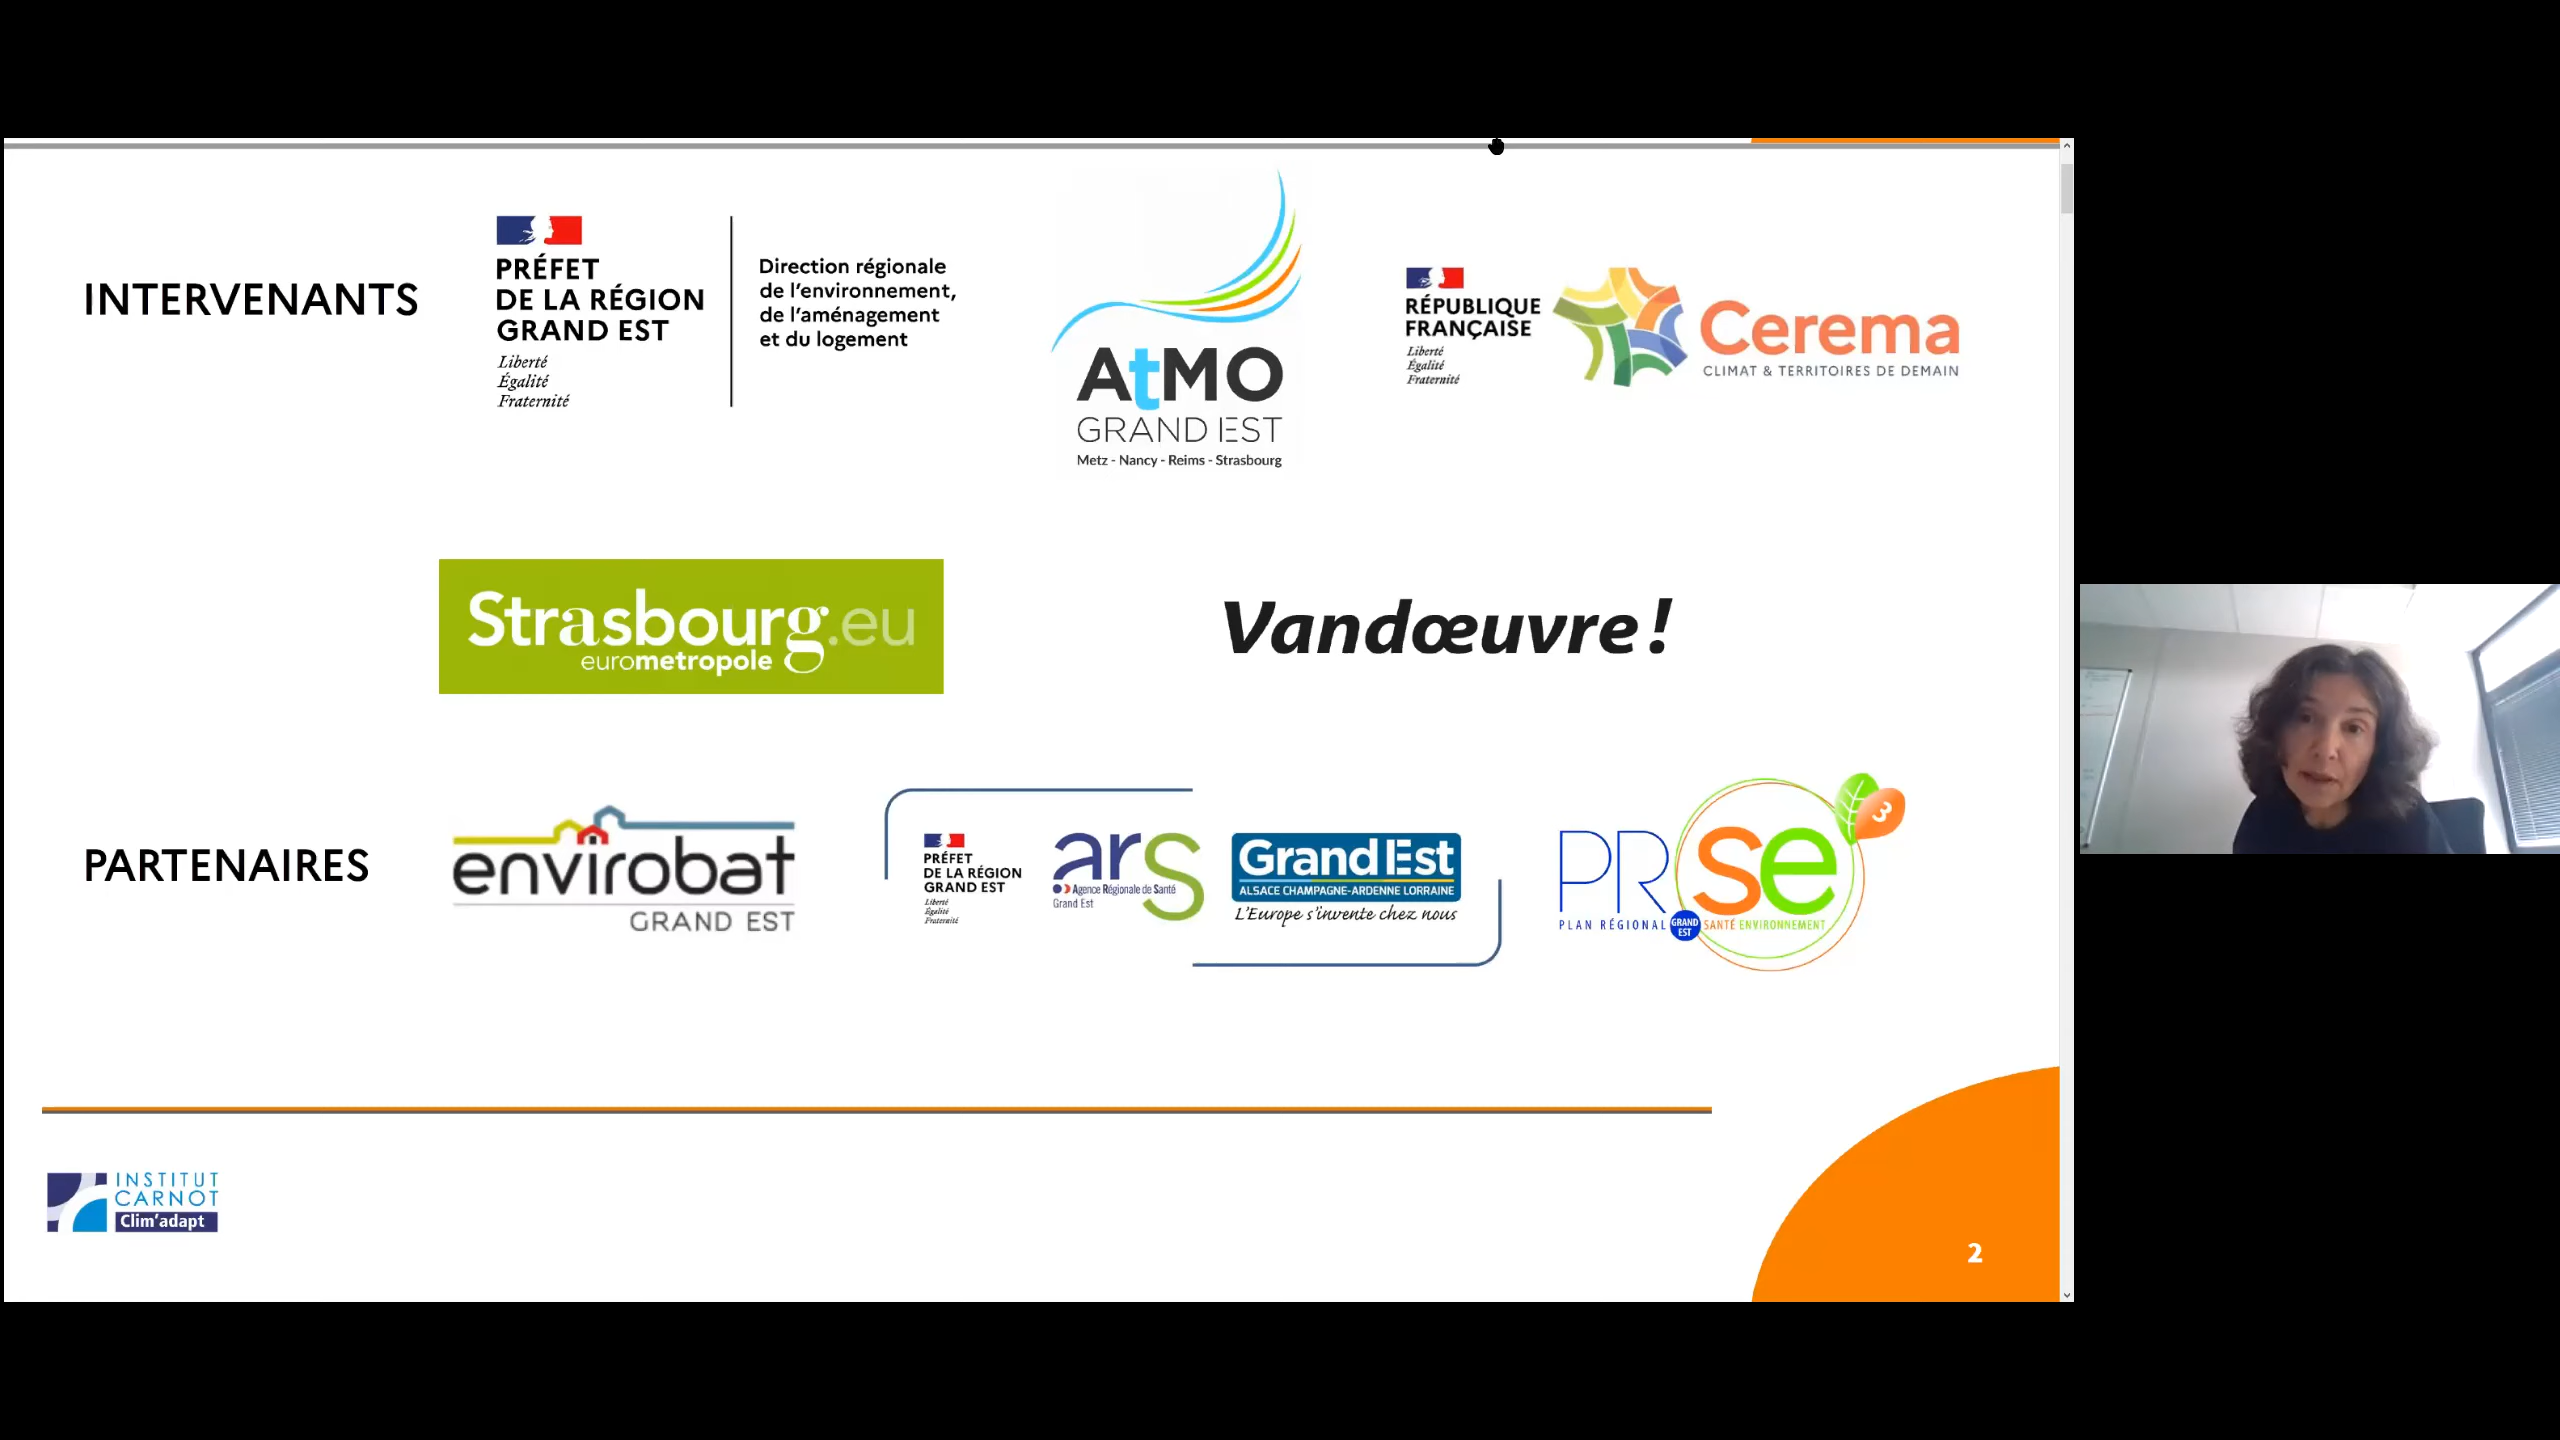 INTERVENANTS
PRÉFET
DE LA RÉGION
GRAND EST
Liberté
Égalité
Fraternité
Direction régionale
de l'environnement,
de l'aménagement
et du logement
AtMO
GRAND EST
Metz - Nancy - Reims - Strasbourg
RÉPUBLIQUE
FRANÇAISE
Liberté
Égalité
Fraternité
Cerema
CLIMAT & TERRITOIRES DE DEMAIN
Strasbourg.eu
eurometropole
Vandœuvre!
PARTENAIRES
envirobat
GRAND EST
PRÉFET
DE LA RÉGION
GRAND EST
Liberté
Égalité
Fraternité
ars
Agence Régionale de Santé
Grand Est
Grand Est
ALSACE CHAMPAGNE-ARDENNE LORRAINE
L'Europe s'invente chez nous
PRSe
3
PLAN RÉGIONAL GRAND EST SANTÉ ENVIRONNEMENT
INSTITUT
CARNOT
Clim'adapt
2